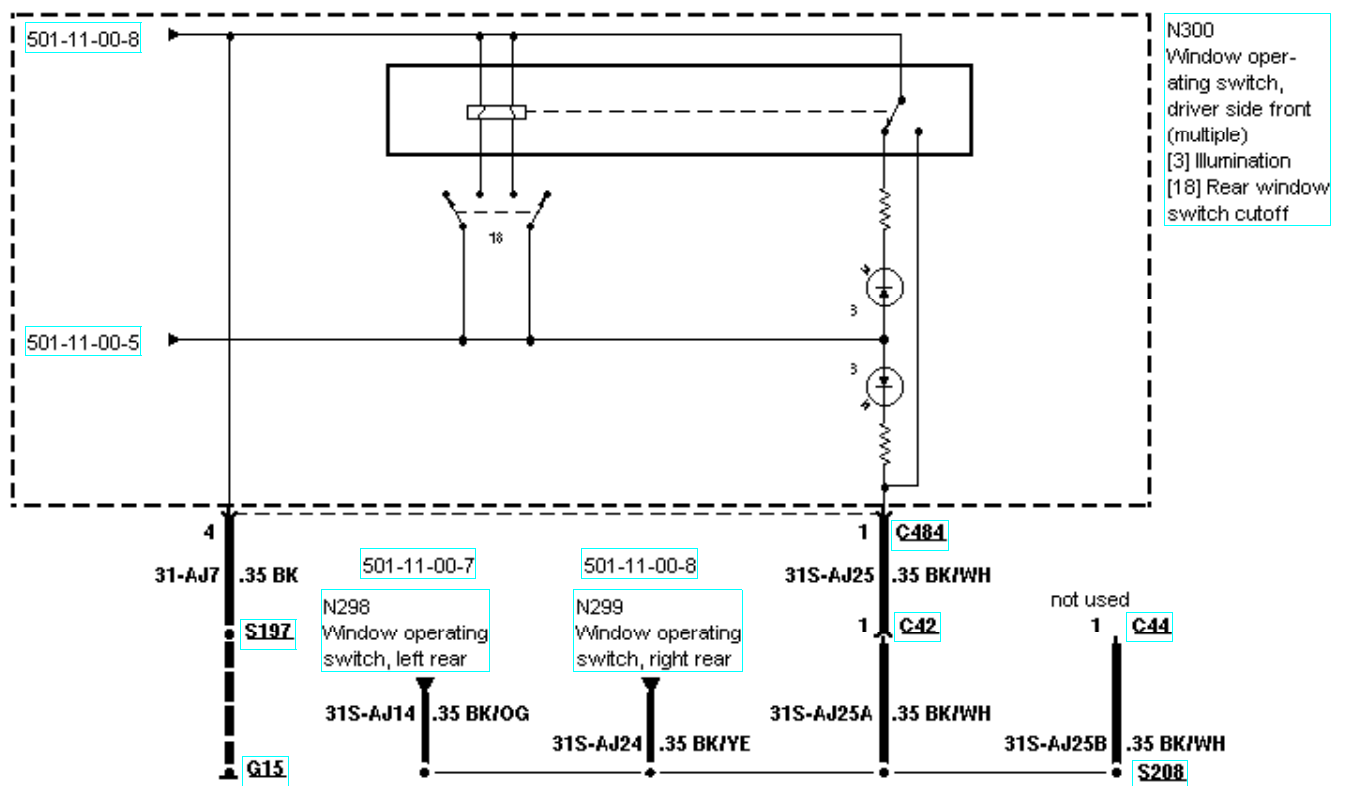 501-11-00-8
N300
Window oper-
ating switch,
driver side front
(multiple)
[3] Illumination
[18] Rear window
switch cutoff
18
3
501-11-00-5
3
4
1
C484
31-AJ7
.35 BK
501-11-00-7
501-11-00-8
31S-AJ25
.35 BK/WH
N298
Window operating
switch, left rear
N299
Window operating
switch, right rear
not used
S197
1
C42
1
C44
31S-AJ14
.35 BK/OG
31S-AJ25A
.35 BK/WH
31S-AJ24
.35 BK/YE
31S-AJ25B
.35 BK/WH
G15
S208